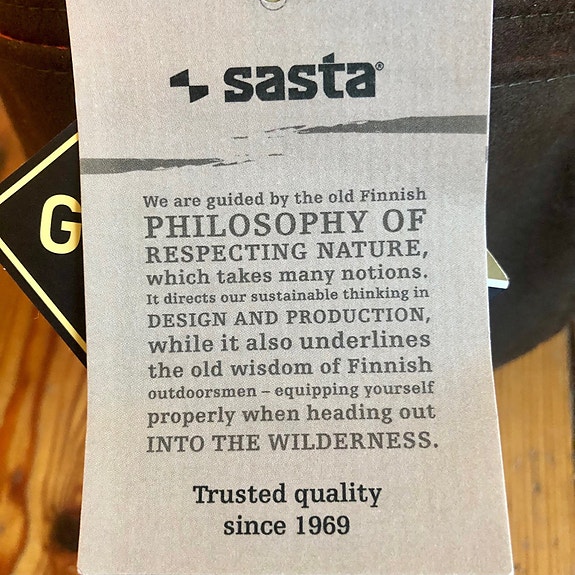 sasta®
We are guided by the old Finnish
PHILOSOPHY OF
RESPECTING NATURE,
which takes many notions.
It directs our sustainable thinking in
DESIGN AND PRODUCTION,
while it also underlines
the old wisdom of Finnish
outdoorsmen – equipping yourself
properly when heading out
INTO THE WILDERNESS.
Trusted quality
since 1969
G